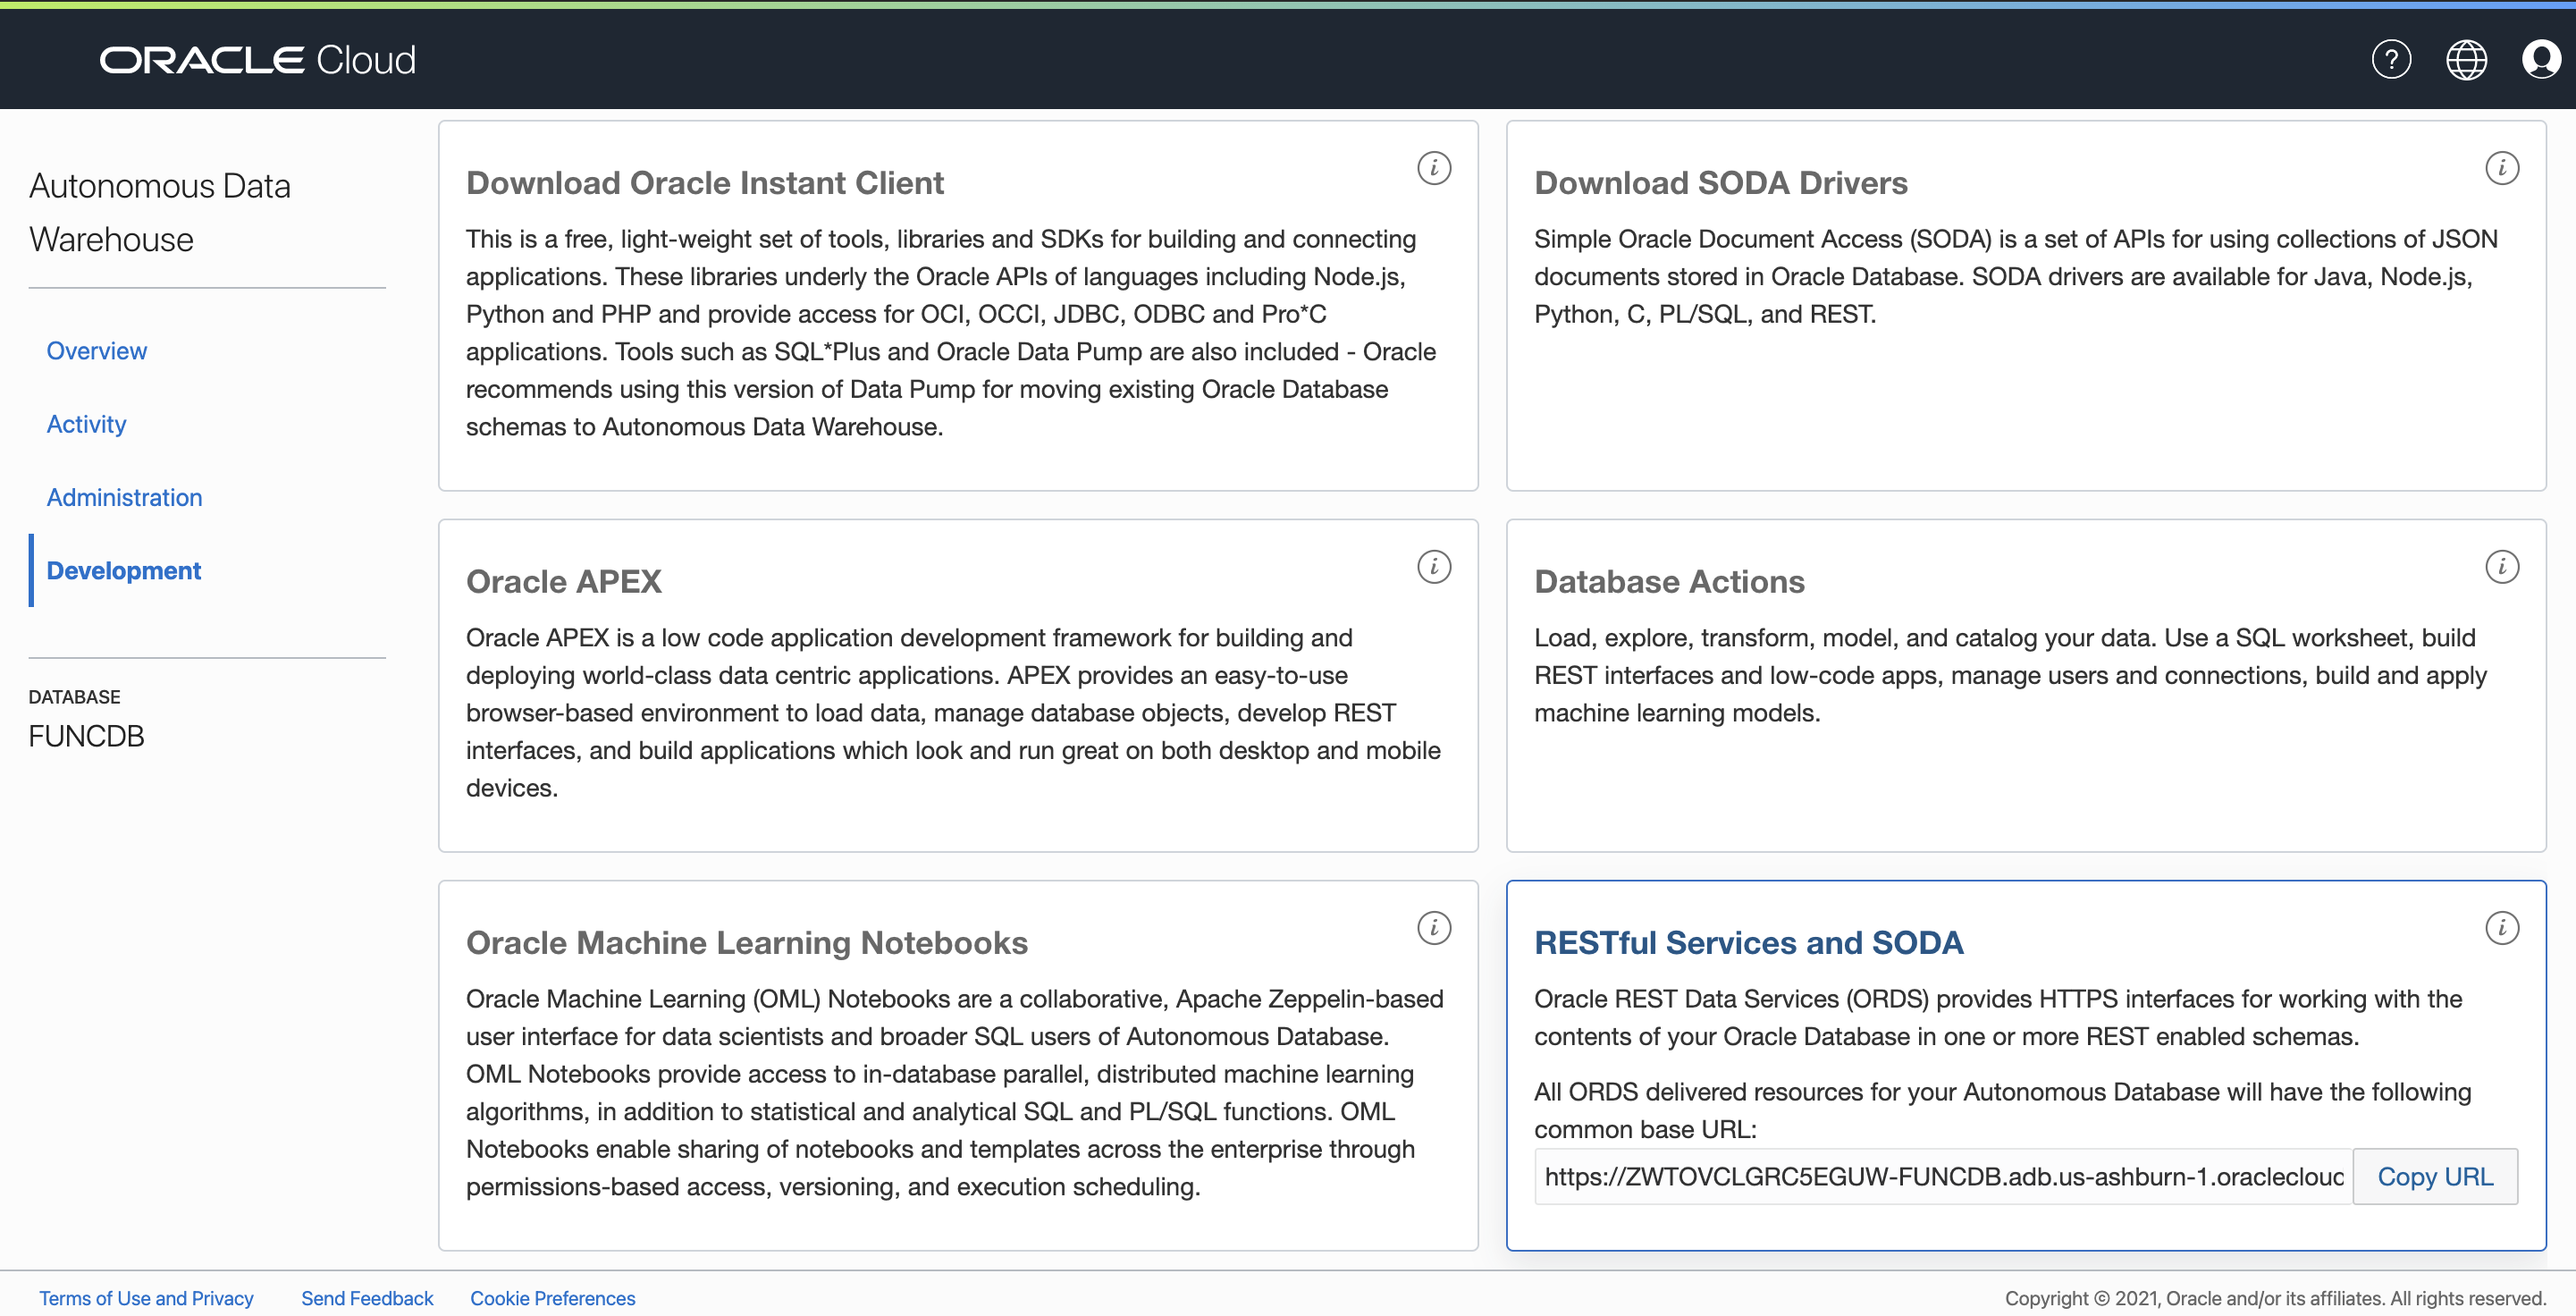 ORACLE Cloud
?
Autonomous Data
Warehouse
Overview
Activity
Administration
Development
DATABASE
FUNCDB
Download Oracle Instant Client
i
This is a free, light-weight set of tools, libraries and SDKs for building and connecting
applications. These libraries underly the Oracle APIs of languages including Node.js,
Python and PHP and provide access for OCI, OCCI, JDBC, ODBC and Pro*C
applications. Tools such as SQL*Plus and Oracle Data Pump are also included - Oracle
recommends using this version of Data Pump for moving existing Oracle Database
schemas to Autonomous Data Warehouse.
Download SODA Drivers
i
Simple Oracle Document Access (SODA) is a set of APIs for using collections of JSON
documents stored in Oracle Database. SODA drivers are available for Java, Node.js,
Python, C, PL/SQL, and REST.
Oracle APEX
i
Oracle APEX is a low code application development framework for building and
deploying world-class data centric applications. APEX provides an easy-to-use
browser-based environment to load data, manage database objects, develop REST
interfaces, and build applications which look and run great on both desktop and mobile
devices.
Database Actions
i
Load, explore, transform, model, and catalog your data. Use a SQL worksheet, build
REST interfaces and low-code apps, manage users and connections, build and apply
machine learning models.
Oracle Machine Learning Notebooks
i
Oracle Machine Learning (OML) Notebooks are a collaborative, Apache Zeppelin-based
user interface for data scientists and broader SQL users of Autonomous Database.
OML Notebooks provide access to in-database parallel, distributed machine learning
algorithms, in addition to statistical and analytical SQL and PL/SQL functions. OML
Notebooks enable sharing of notebooks and templates across the enterprise through
permissions-based access, versioning, and execution scheduling.
RESTful Services and SODA
i
Oracle REST Data Services (ORDS) provides HTTPS interfaces for working with the
contents of your Oracle Database in one or more REST enabled schemas.
All ORDS delivered resources for your Autonomous Database will have the following
common base URL:
https://ZWTOVCLGRC5EGUW-FUNCDB.adb.us-ashburn-1.oraclecloud
Copy URL
Terms of Use and Privacy
Send Feedback
Cookie Preferences
Copyright © 2021, Oracle and/or its affiliates. All rights reserved.